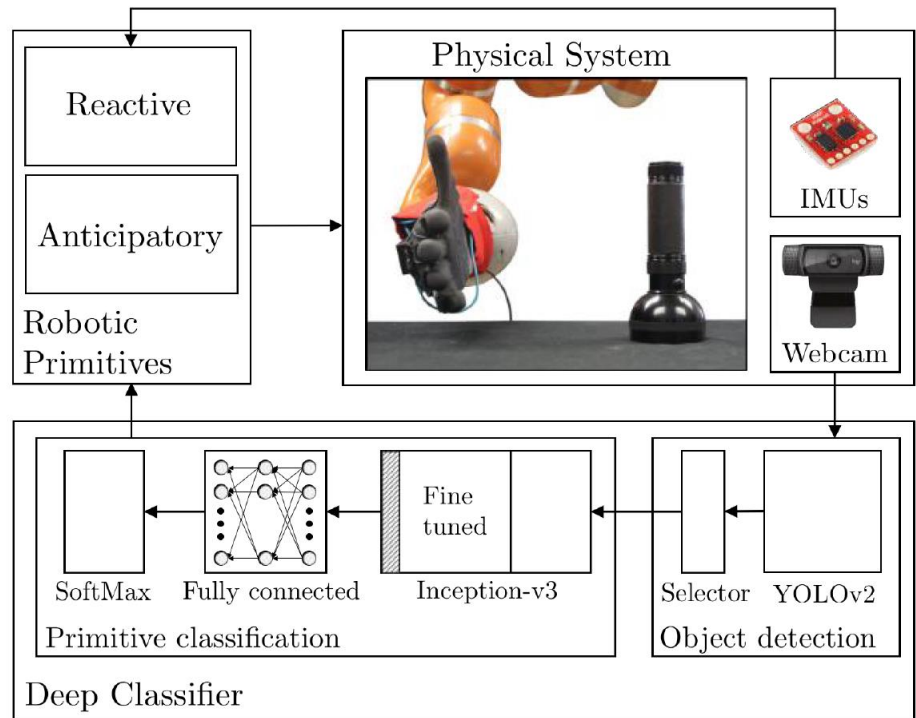 Reactive
Anticipatory
Robotic
Primitives
Physical System
IMUs
Webcam
Fine
tuned
SoftMax
Fully connected
Inception-v3
Selector
YOLOv2
Primitive classification
Object detection
Deep Classifier